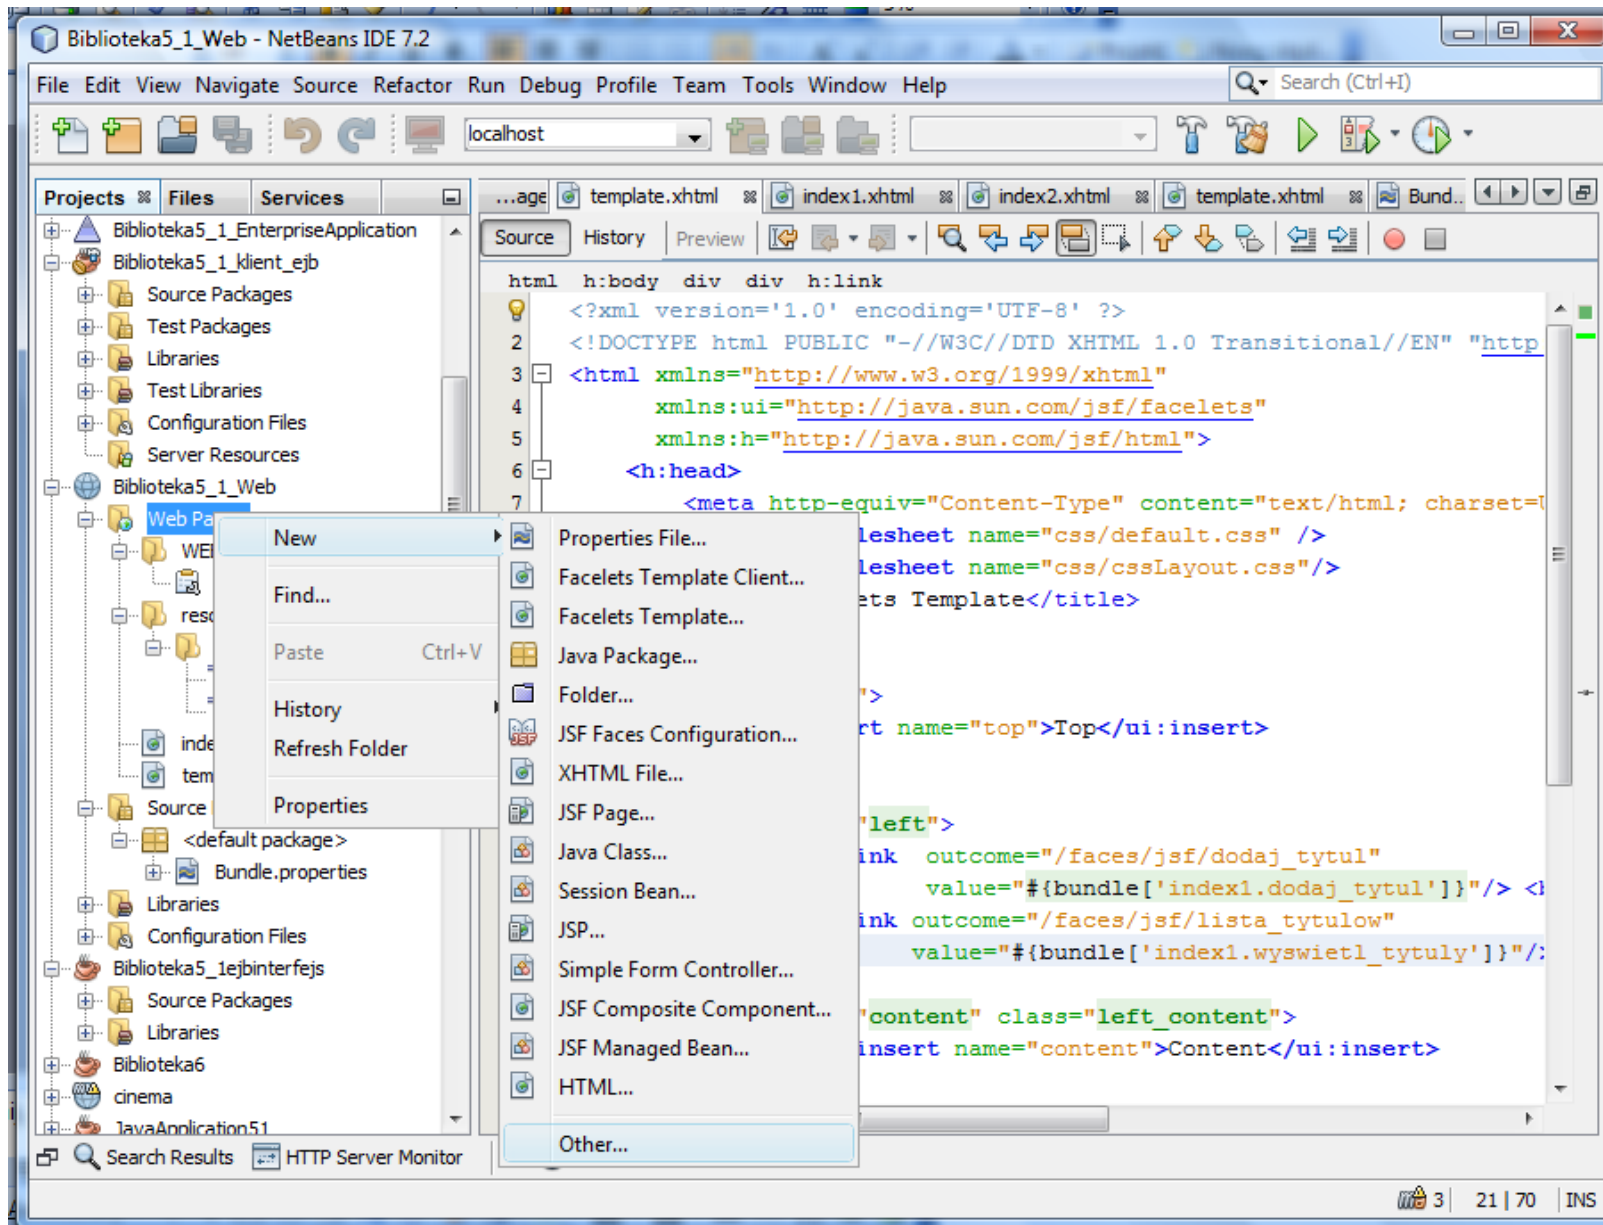 Biblioteka5_1_Web - NetBeans IDE 7.2
File Edit View Navigate Source Refactor Run Debug Profile Team Tools Window Help
Search (Ctrl+I)
localhost
Projects Files Services
...age template.xhtml index1.xhtml index2.xhtml template.xhtml Bund..
Biblioteka5_1_EnterpriseApplication
Biblioteka5_1_klient_ejb
Source Packages
Test Packages
Libraries
Test Libraries
Configuration Files
Server Resources
Biblioteka5_1_Web
Web Pa
WE
reso
inde
tem
Source
<default package>
Bundle.properties
Libraries
Configuration Files
Biblioteka5_1ejbinterfejs
Source Packages
Libraries
Biblioteka6
cinema
JavaApplication51
New
Find...
Paste Ctrl+V
History
Refresh Folder
Properties
Properties File...
Facelets Template Client...
Facelets Template...
Java Package...
Folder...
JSF Faces Configuration...
XHTML File...
JSF Page...
Java Class...
Session Bean...
JSP...
Simple Form Controller...
JSF Composite Component...
JSF Managed Bean...
HTML...
Other...
Source History Preview
html h:body div div h:link
<?xml version='1.0' encoding='UTF-8' ?>
2 <!DOCTYPE html PUBLIC "-//W3C//DTD XHTML 1.0 Transitional//EN" "http
3 <html xmlns="http://www.w3.org/1999/xhtml"
4 xmlns:ui="http://java.sun.com/jsf/facelets"
5 xmlns:h="http://java.sun.com/jsf/html">
6 <h:head>
7 <meta http-equiv="Content-Type" content="text/html; charset=U
lesheet name="css/default.css" />
lesheet name="css/cssLayout.css"/>
ets Template</title>
">
rt name="top">Top</ui:insert>
"left">
ink outcome="/faces/jsf/dodaj_tytul"
value="#{bundle['index1.dodaj_tytul']}"/> <b
ink outcome="/faces/jsf/lista_tytulow"
value="#{bundle['index1.wyswietl_tytuly']}"/>
"content" class="left_content">
insert name="content">Content</ui:insert>
Search Results HTTP Server Monitor
3 21 | 70 INS